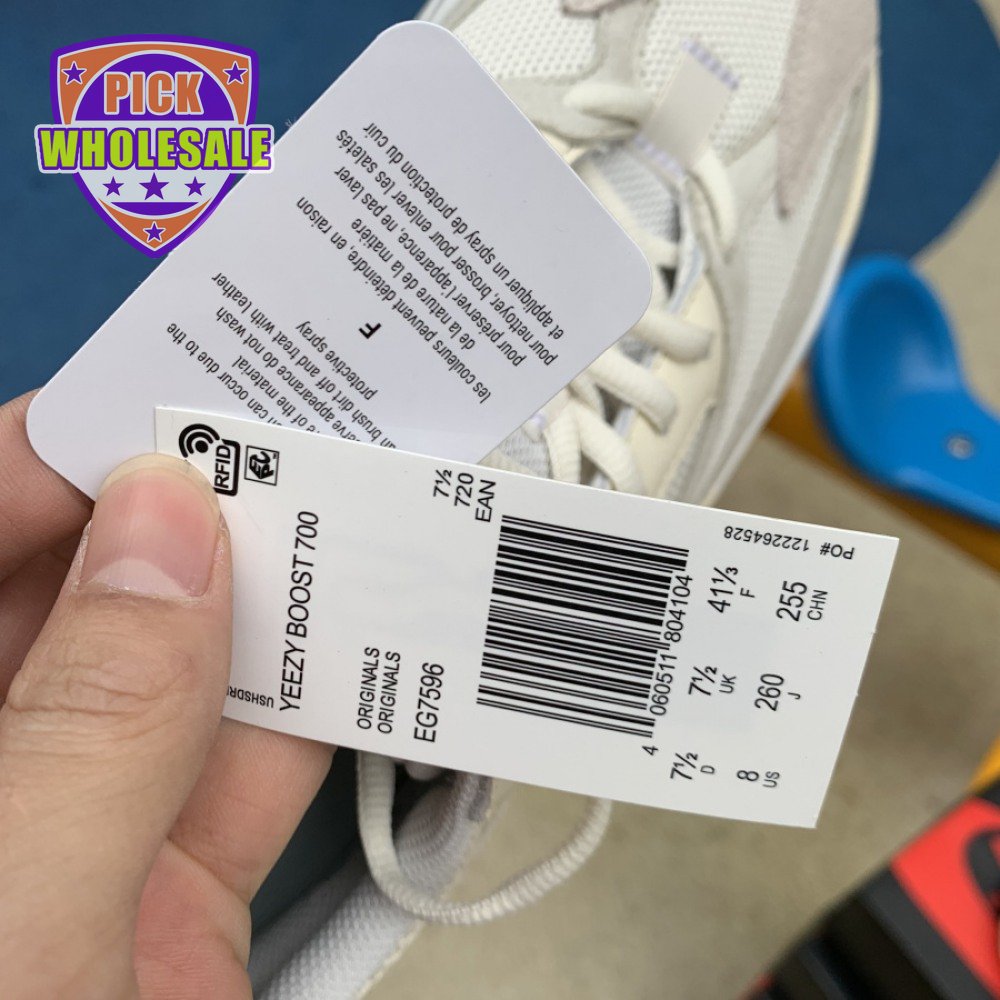 PICK
WHOLESALE
F
les couleurs peuvent déteindre, en raison
de la nature de la matière
pour préserver l'apparence, ne pas laver
pour nettoyer, brosser pour enlever les saletés
et appliquer un spray de protection du cuir
can occur due to the
of the material
appearance do not wash
brush dirt off and treat with leather
protective spray
RFID
YEEZY BOOST 700
ORIGINALS
ORIGINALS
EG7596
7½
720
EAN
4 060511 804104
7½
D
7½
UK
41⅓
F
8
US
260
J
255
CHN
PO# 122264528